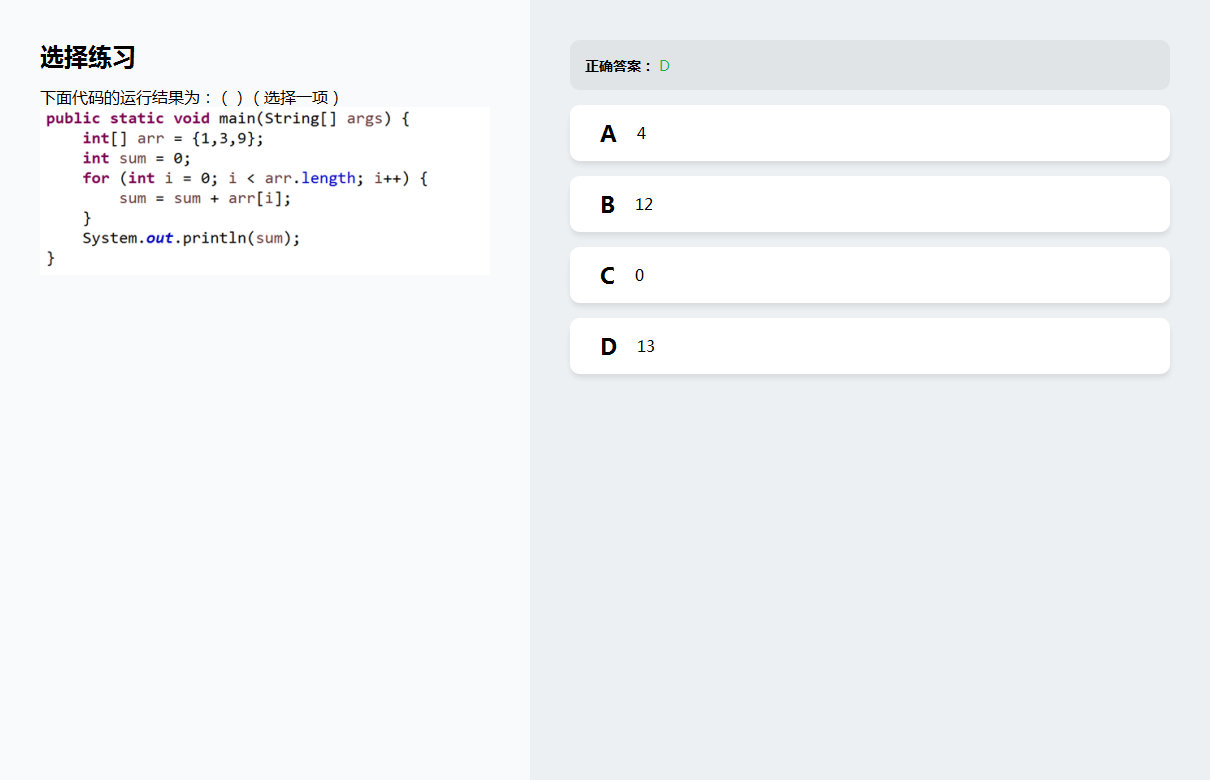 选择练习
下面代码的运行结果为：（ ）（选择一项）
public static void main(String[] args) {
    int[] arr = {1,3,9};
    int sum = 0;
    for (int i = 0; i < arr.length; i++) {
        sum = sum + arr[i];
    }
    System.out.println(sum);
}
正确答案： D
A 4
B 12
C 0
D 13